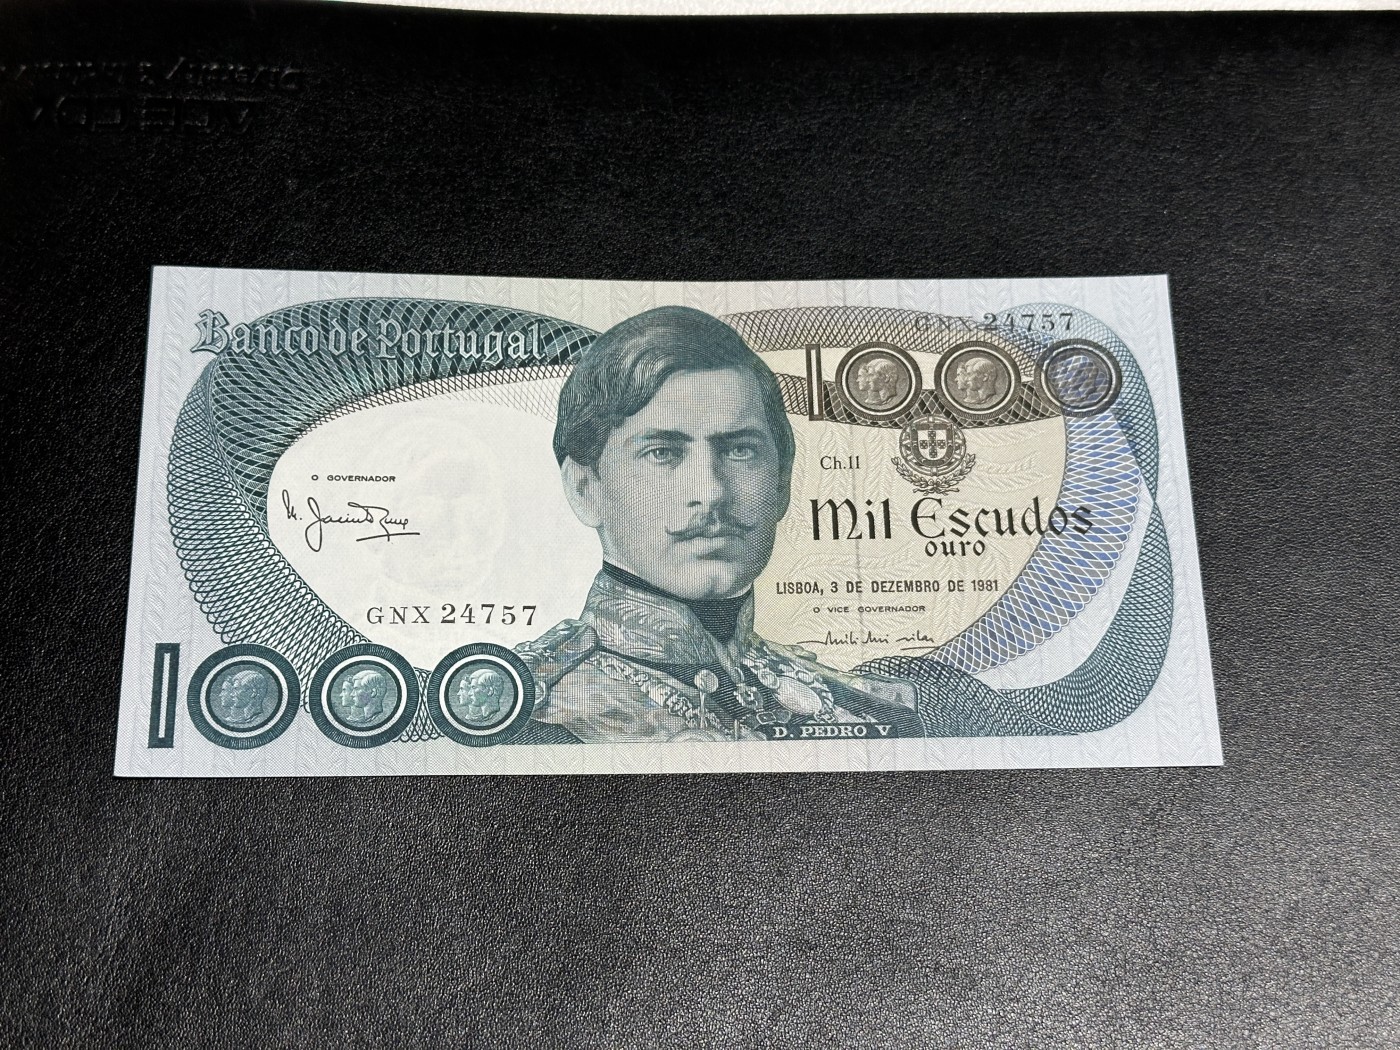 Banco de Portugal
GNX 24757
1000
O GOVERNADOR
Ch.11
Mil Escudos
ouro
LISBOA, 3 DE DEZEMBRO DE 1981
O VICE GOVERNADOR
GNX 24757
1000
D. PEDRO V